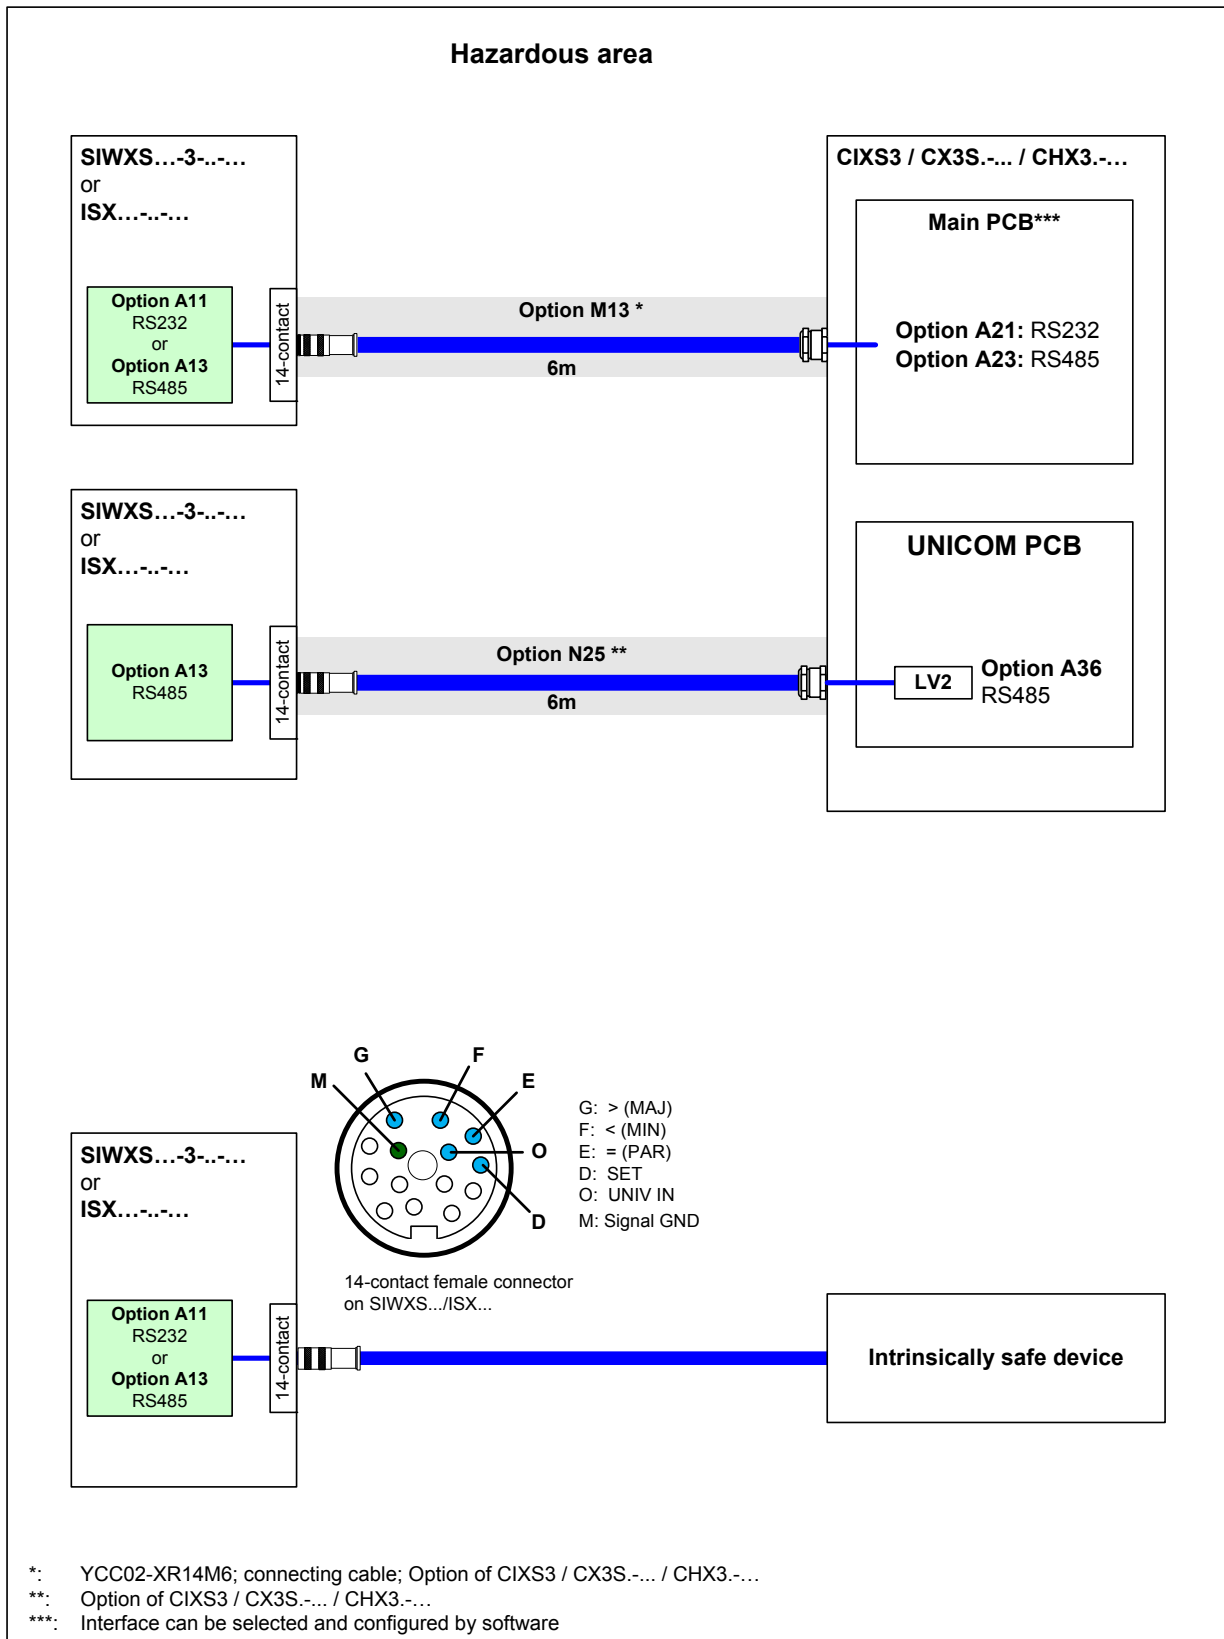 Hazardous area
SIWXS...-3-..-...
or
ISX...-..-...
Option A11
RS232
or
Option A13
RS485
14-contact
Option M13 *
6m
CIXS3 / CX3S.-... / CHX3.-...
Main PCB***
Option A21: RS232
Option A23: RS485
SIWXS...-3-..-...
or
ISX...-..-...
Option A13
RS485
14-contact
Option N25 **
6m
UNICOM PCB
LV2
Option A36
RS485
G
F
M
E
O
D
G: > (MAJ)
F: < (MIN)
E: = (PAR)
D: SET
O: UNIV IN
M: Signal GND
14-contact female connector
on SIWXS.../ISX...
SIWXS...-3-..-...
or
ISX...-..-...
Option A11
RS232
or
Option A13
RS485
14-contact
Intrinsically safe device
*: YCC02-XR14M6; connecting cable; Option of CIXS3 / CX3S.-... / CHX3.-...
**: Option of CIXS3 / CX3S.-... / CHX3.-...
***: Interface can be selected and configured by software